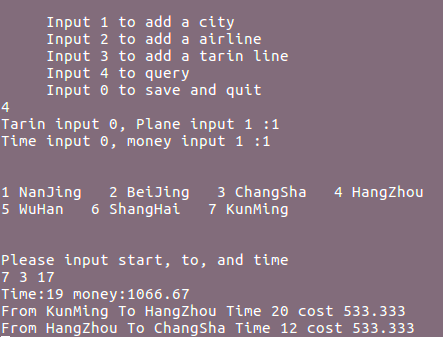 Input 1 to add a city
Input 2 to add a airline
Input 3 to add a tarin line
Input 4 to query
Input 0 to save and quit
4
Tarin input 0, Plane input 1 :1
Time input 0, money input 1 :1
1 NanJing 2 BeiJing 3 ChangSha 4 HangZhou
5 WuHan 6 ShangHai 7 KunMing
Please input start, to, and time
7 3 17
Time:19 money:1066.67
From KunMing To HangZhou Time 20 cost 533.333
From HangZhou To ChangSha Time 12 cost 533.333